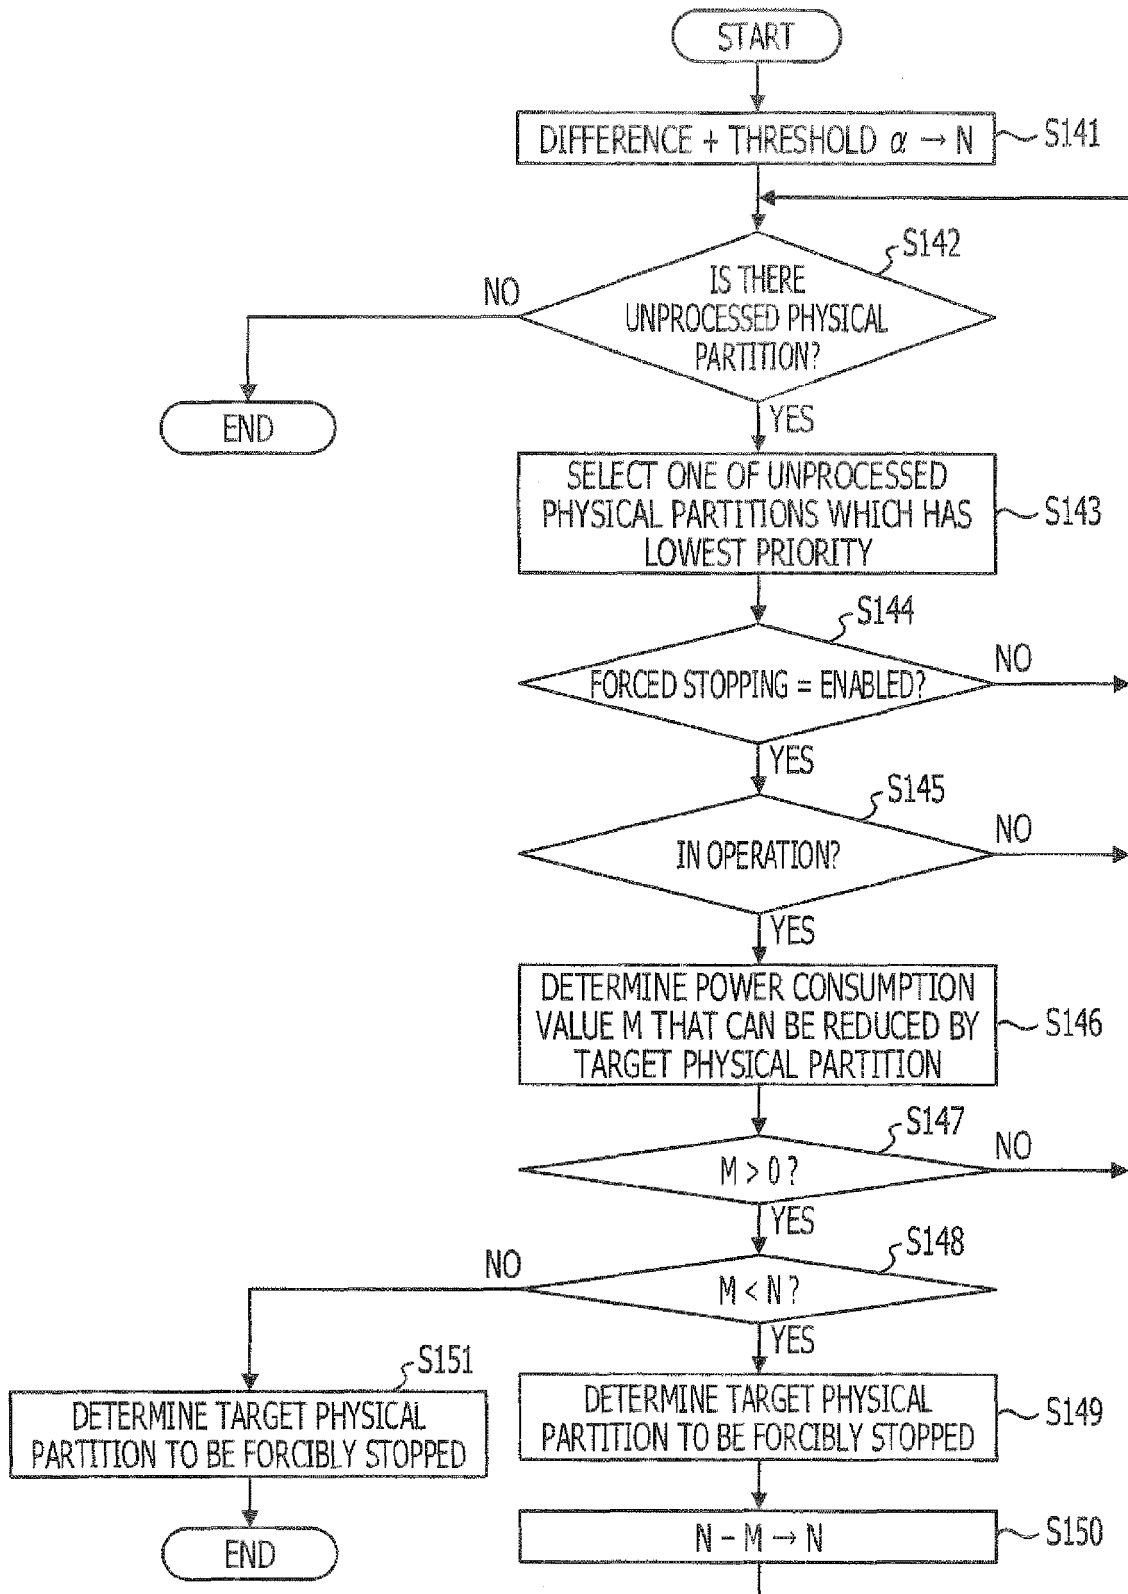 START
DIFFERENCE + THRESHOLD α → N
S141
S142
IS THERE
UNPROCESSED PHYSICAL
PARTITION?
NO
END
YES
SELECT ONE OF UNPROCESSED
PHYSICAL PARTITIONS WHICH HAS
LOWEST PRIORITY
S143
S144
FORCED STOPPING = ENABLED?
NO
YES
S145
IN OPERATION?
NO
YES
DETERMINE POWER CONSUMPTION
VALUE M THAT CAN BE REDUCED BY
TARGET PHYSICAL PARTITION
S146
S147
M > 0 ?
NO
YES
S148
M < N ?
NO
YES
S151
DETERMINE TARGET PHYSICAL
PARTITION TO BE FORCIBLY STOPPED
END
DETERMINE TARGET PHYSICAL
PARTITION TO BE FORCIBLY STOPPED
S149
N − M → N
S150